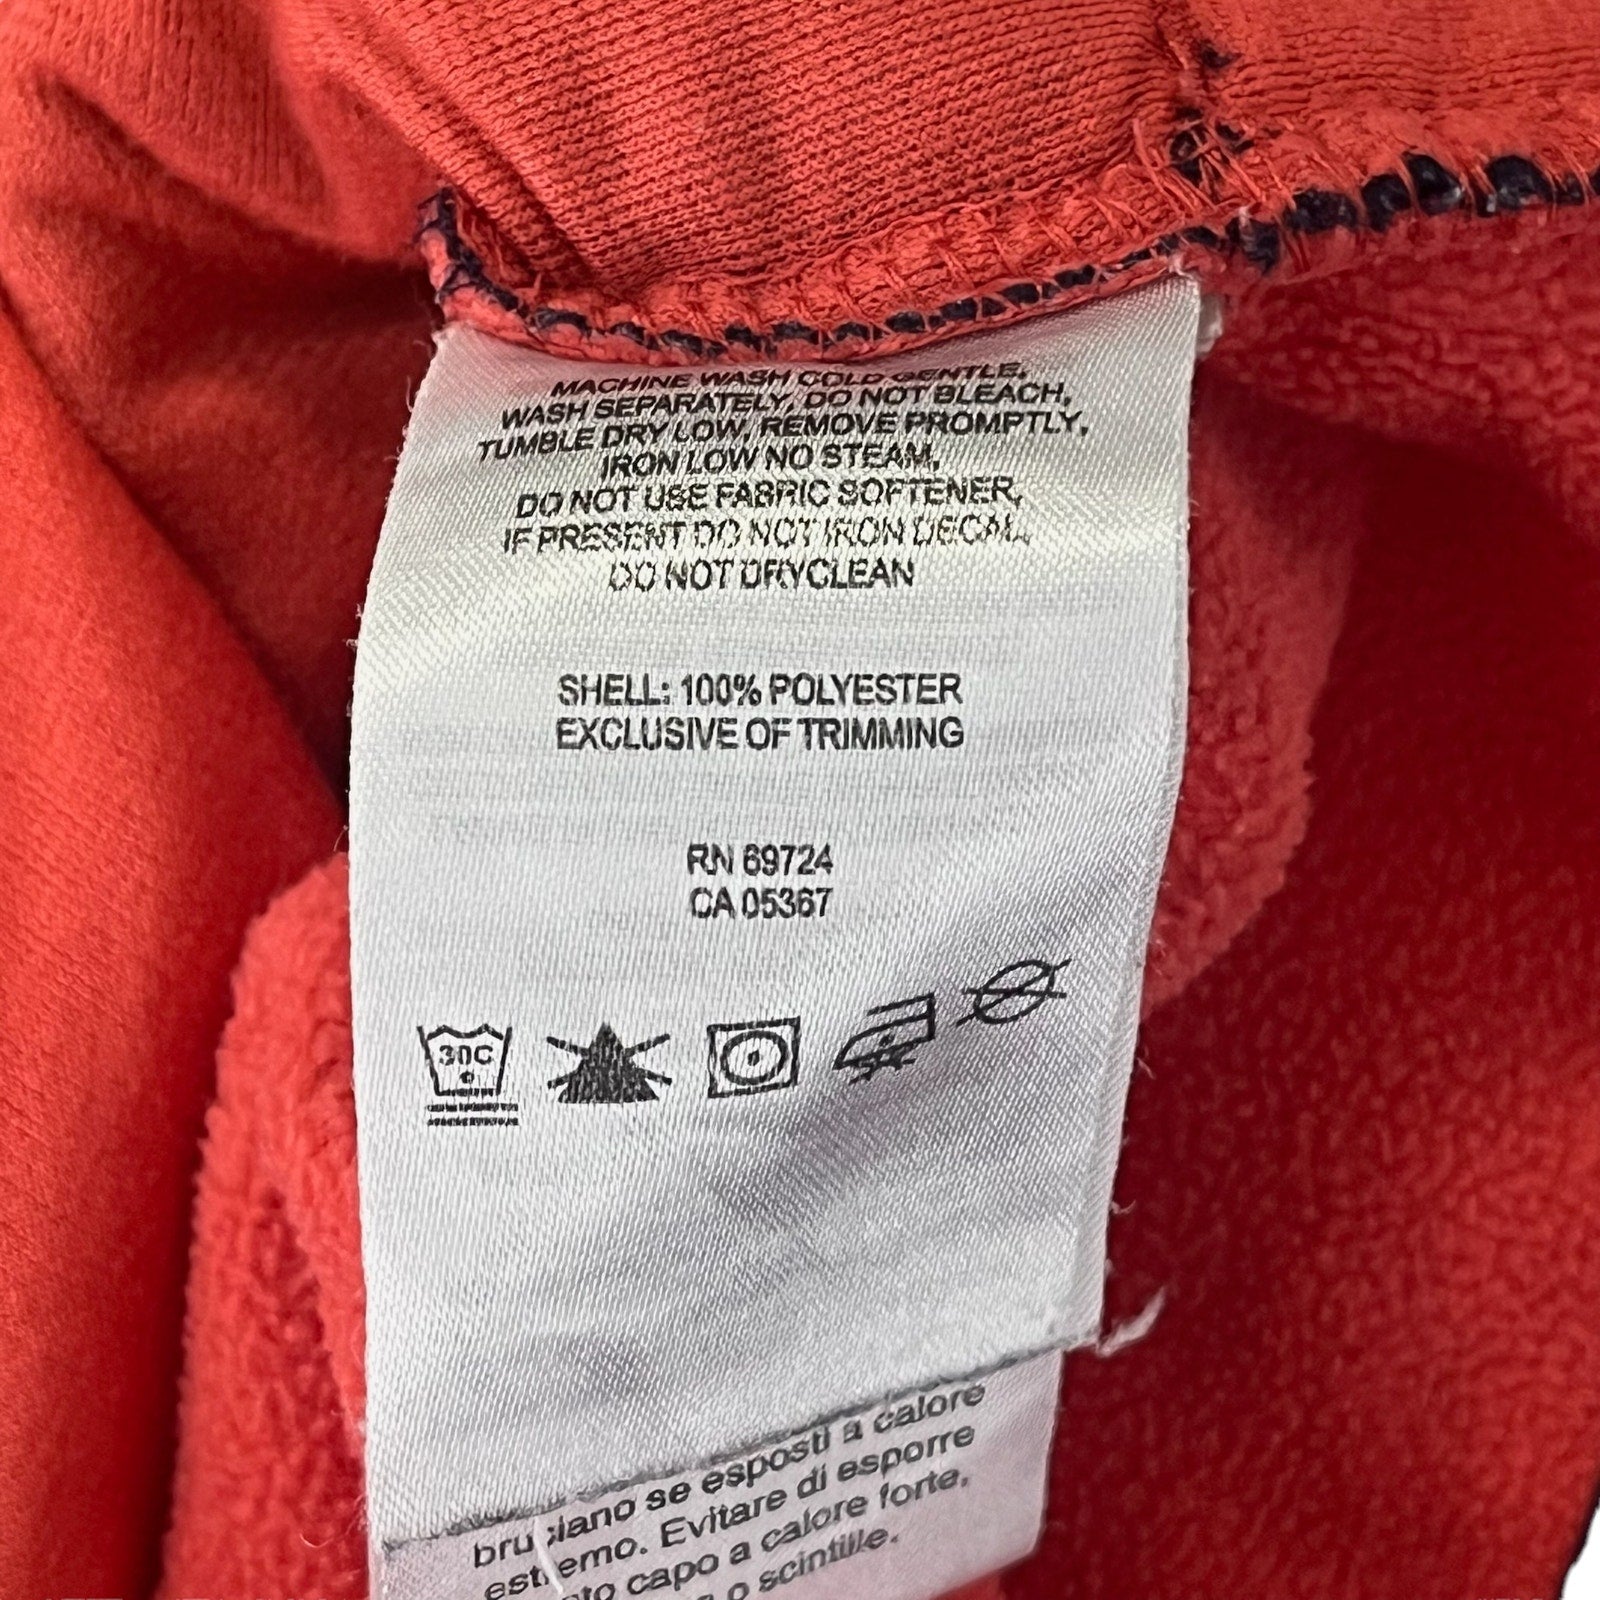 MACHINE WASH COLD GENTLE,
WASH SEPARATELY, DO NOT BLEACH,
TUMBLE DRY LOW, REMOVE PROMPTLY,
IRON LOW NO STEAM,
DO NOT USE FABRIC SOFTENER,
IF PRESENT DO NOT IRON DECAL,
DO NOT DRYCLEAN
SHELL: 100% POLYESTER
EXCLUSIVE OF TRIMMING
RN 69724
CA 05367
30C
bruciano se esposti a calore
estremo. Evitare di esporre
capo a calore forte,
o scintille.